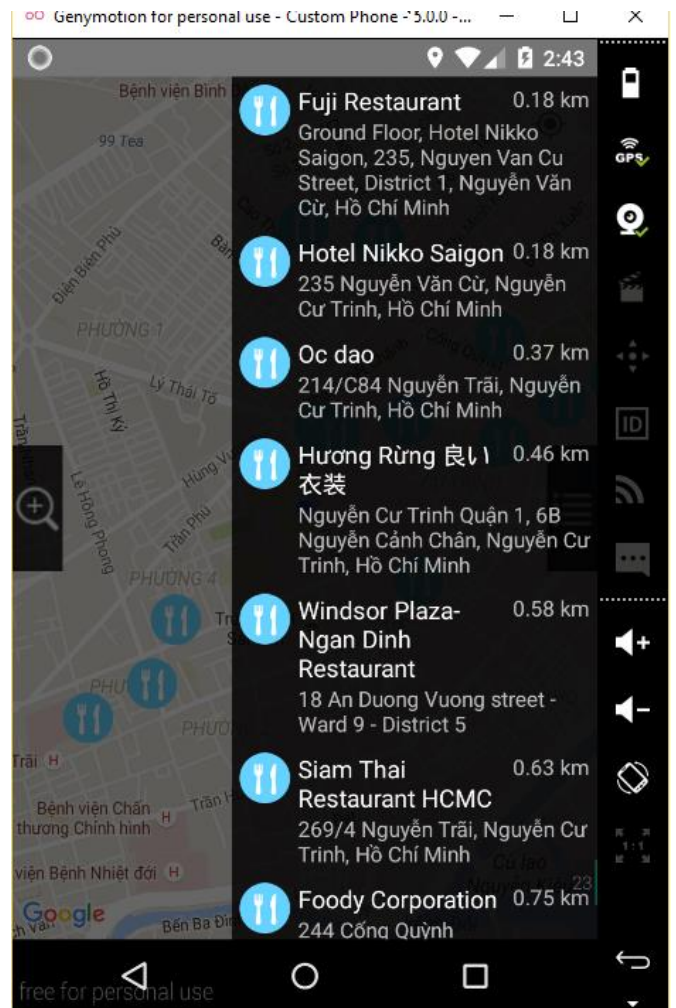 Genymotion for personal use - Custom Phone - 5.0.0 -...
2:43
Bệnh viện Bình
99 Tea
Điện Biên Phủ
PHƯỜNG 1
Hồ Thị Kỷ
Lý Thái Tổ
Lê Hồng Phong
Hùng
Trần Phú
PHƯỜNG 4
Trãi H
Bệnh viện Chấn
thương Chỉnh hình H
viện Bệnh Nhiệt đới H
Google
Bến Ba Đìn
Fuji Restaurant 0.18 km
Ground Floor, Hotel Nikko
Saigon, 235, Nguyen Van Cu
Street, District 1, Nguyễn Văn
Cừ, Hồ Chí Minh
Hotel Nikko Saigon 0.18 km
235 Nguyễn Văn Cừ, Nguyễn
Cư Trinh, Hồ Chí Minh
Oc dao 0.37 km
214/C84 Nguyễn Trãi, Nguyễn
Cư Trinh, Hồ Chí Minh
Hương Rừng 良い 0.46 km
衣装
Nguyễn Cư Trinh Quận 1, 6B
Nguyễn Cảnh Chân, Nguyễn Cư
Trinh, Hồ Chí Minh
Windsor Plaza- 0.58 km
Ngan Dinh
Restaurant
18 An Duong Vuong street -
Ward 9 - District 5
Siam Thai 0.63 km
Restaurant HCMC
269/4 Nguyễn Trãi, Nguyễn Cư
Trinh, Hồ Chí Minh
Foody Corporation 0.75 km
244 Cống Quỳnh
23
GPS
ID
1:1
free for personal use